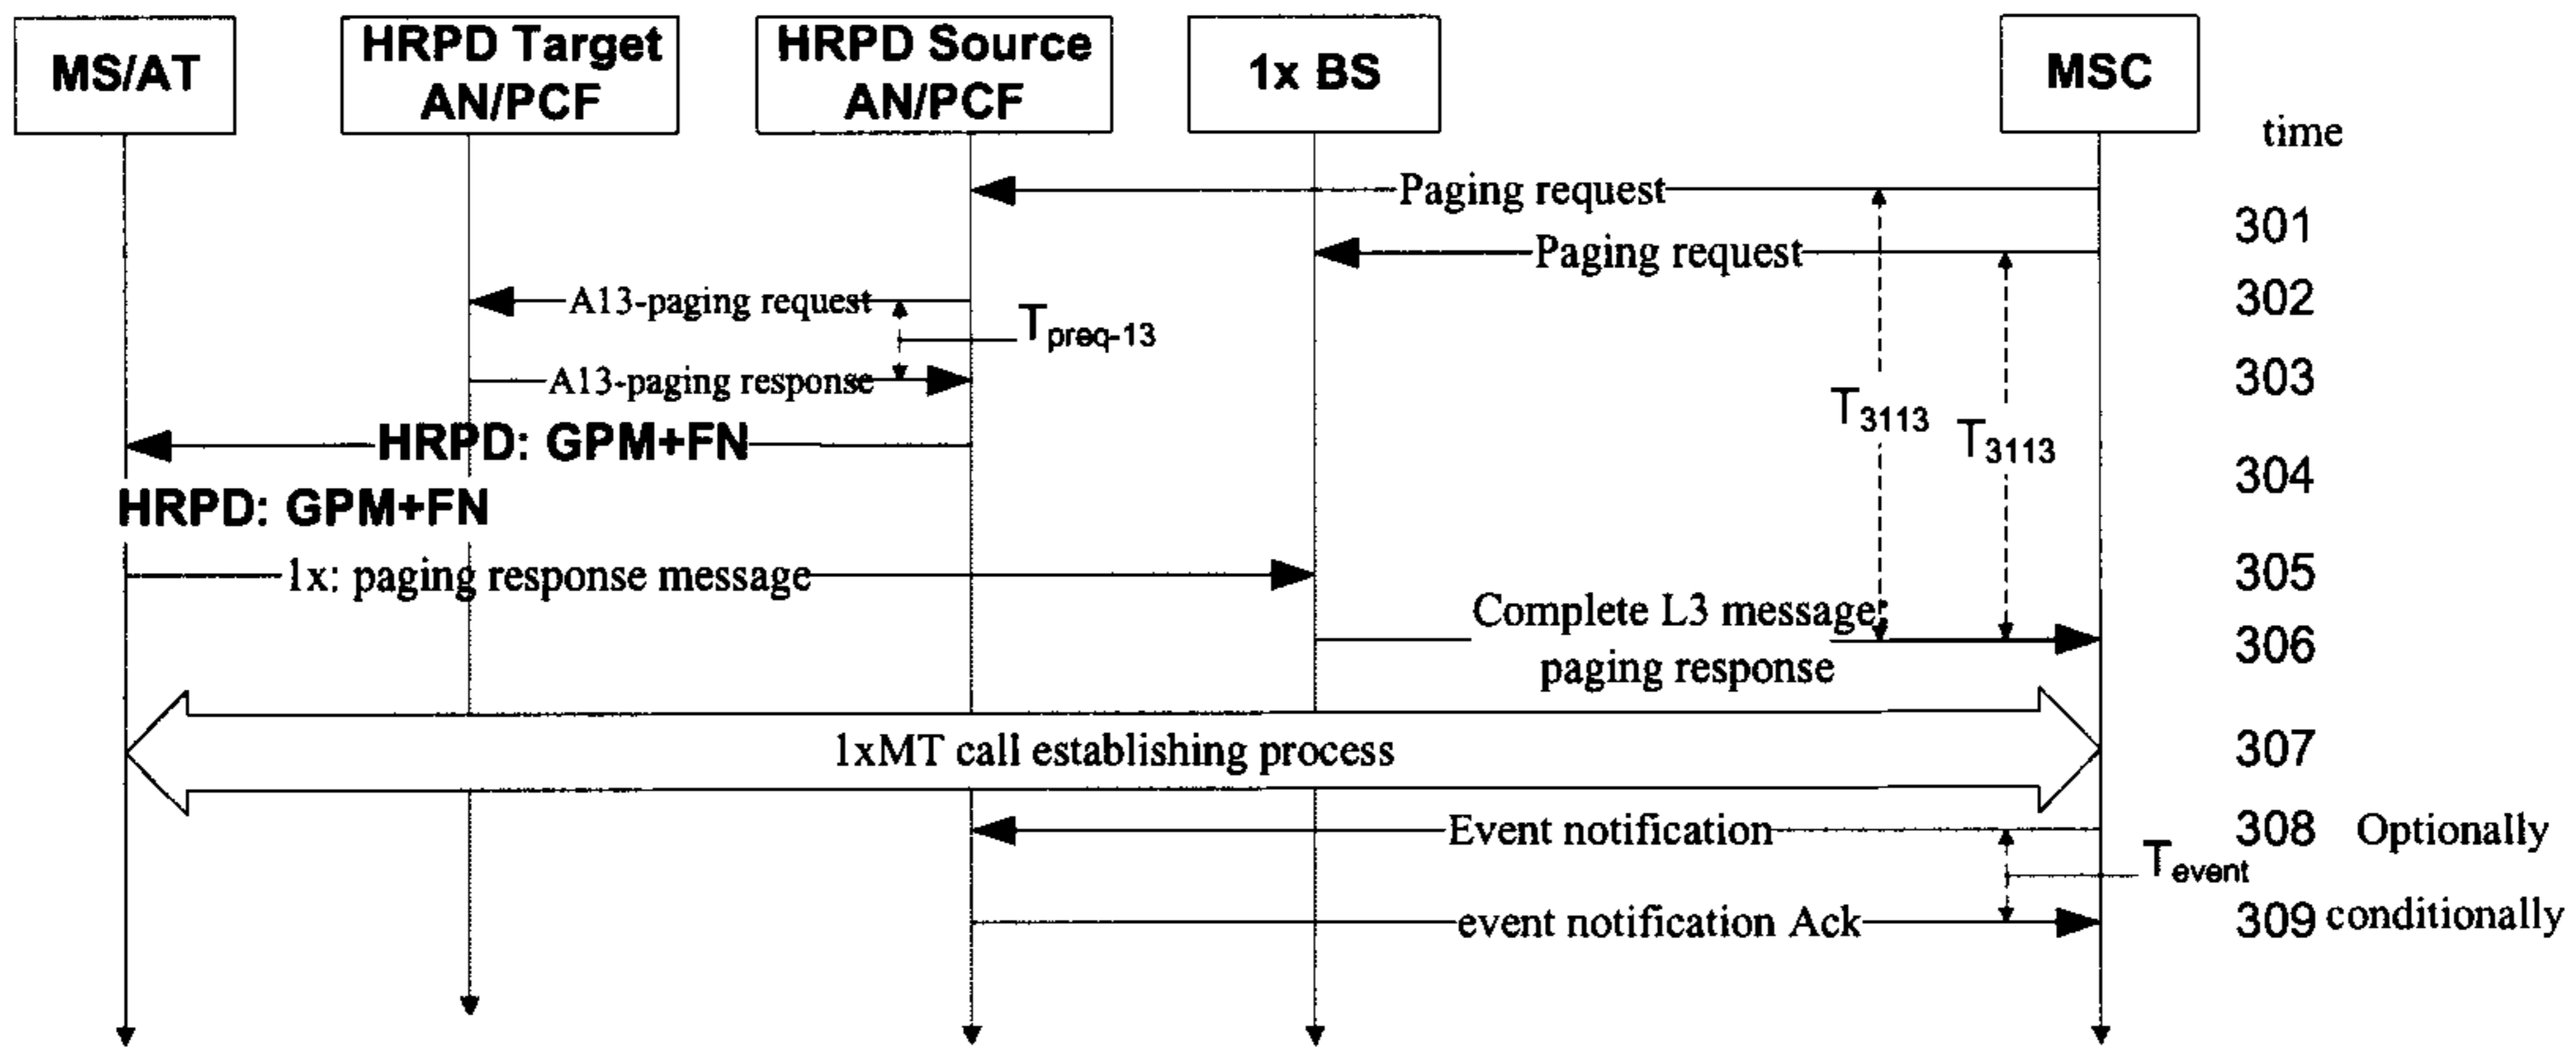 MS/AT
HRPD Target
AN/PCF
HRPD Source
AN/PCF
1x BS
MSC
time
Paging request
301
Paging request
A13-paging request
302
Tpreq-13
A13-paging response
303
T3113
T3113
HRPD: GPM+FN
304
HRPD: GPM+FN
1x: paging response message
305
Complete L3 message:
paging response
306
1xMT call establishing process
307
Event notification
308 Optionally
Tevent
event notification Ack
309 conditionally